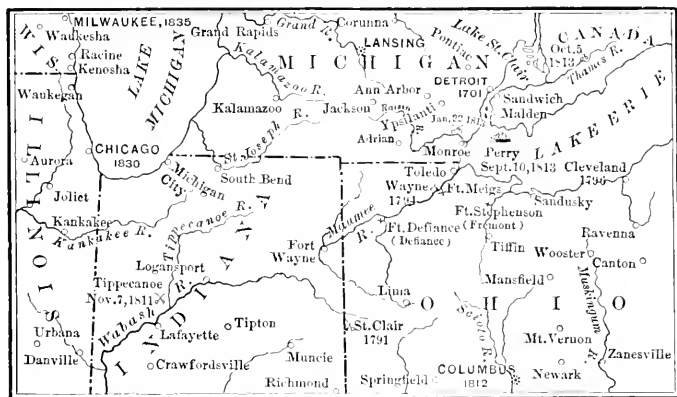 MILWAUKEE, 1835
Waukesha
Racine
Kenosha
WIS.
Waukegan
ILLINOIS
Aurora
CHICAGO
1830
Joliet
Kankakee
Kankakee R.
Urbana
Danville
LAKE
MICHIGAN
Grand Rapids
Grand R.
Corunna
LANSING
MICHIGAN
Kalamazoo R.
Kalamazoo
Jackson
Ann Arbor
Ypsilanti
Raisin
R.
Adrian
Pontiac
Lake St. Clair
DETROIT
1701
Jan. 22 1813
Monroe
CANADA
Oct. 5
1813
Thames R.
Sandwich
Malden
LAKE ERIE
Perry
Sept. 10, 1813
St. Joseph
R.
Michigan
City
South Bend
Tippecanoe R.
INDIANA
Logansport
Tippecanoe
Nov. 7, 1811
Wabash
R.
Lafayette
Tipton
Crawfordsville
Muncie
Richmond
Fort
Wayne
Maumee
R.
Toledo
Wayne
1794
Ft. Meigs
Ft. Defiance
(Defiance)
Ft. Stephenson
(Fremont)
Cleveland
1796
Sandusky
Tiffin
Ravenna
Wooster
Canton
Mansfield
Lima
OHIO
St. Clair
1791
Scioto R.
Muskingum
R.
Mt. Vernon
Newark
Zanesville
Springfield
COLUMBUS
1812